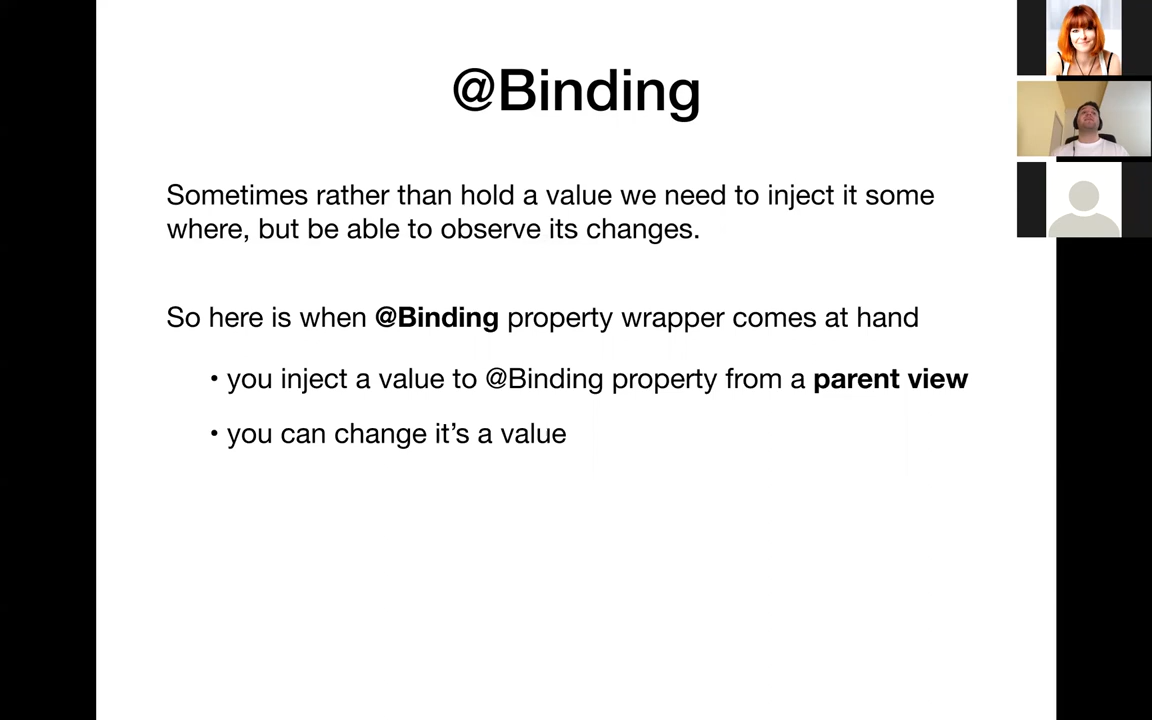 @Binding
Sometimes rather than hold a value we need to inject it some
where, but be able to observe its changes.
So here is when @Binding property wrapper comes at hand
• you inject a value to @Binding property from a parent view
• you can change it’s a value